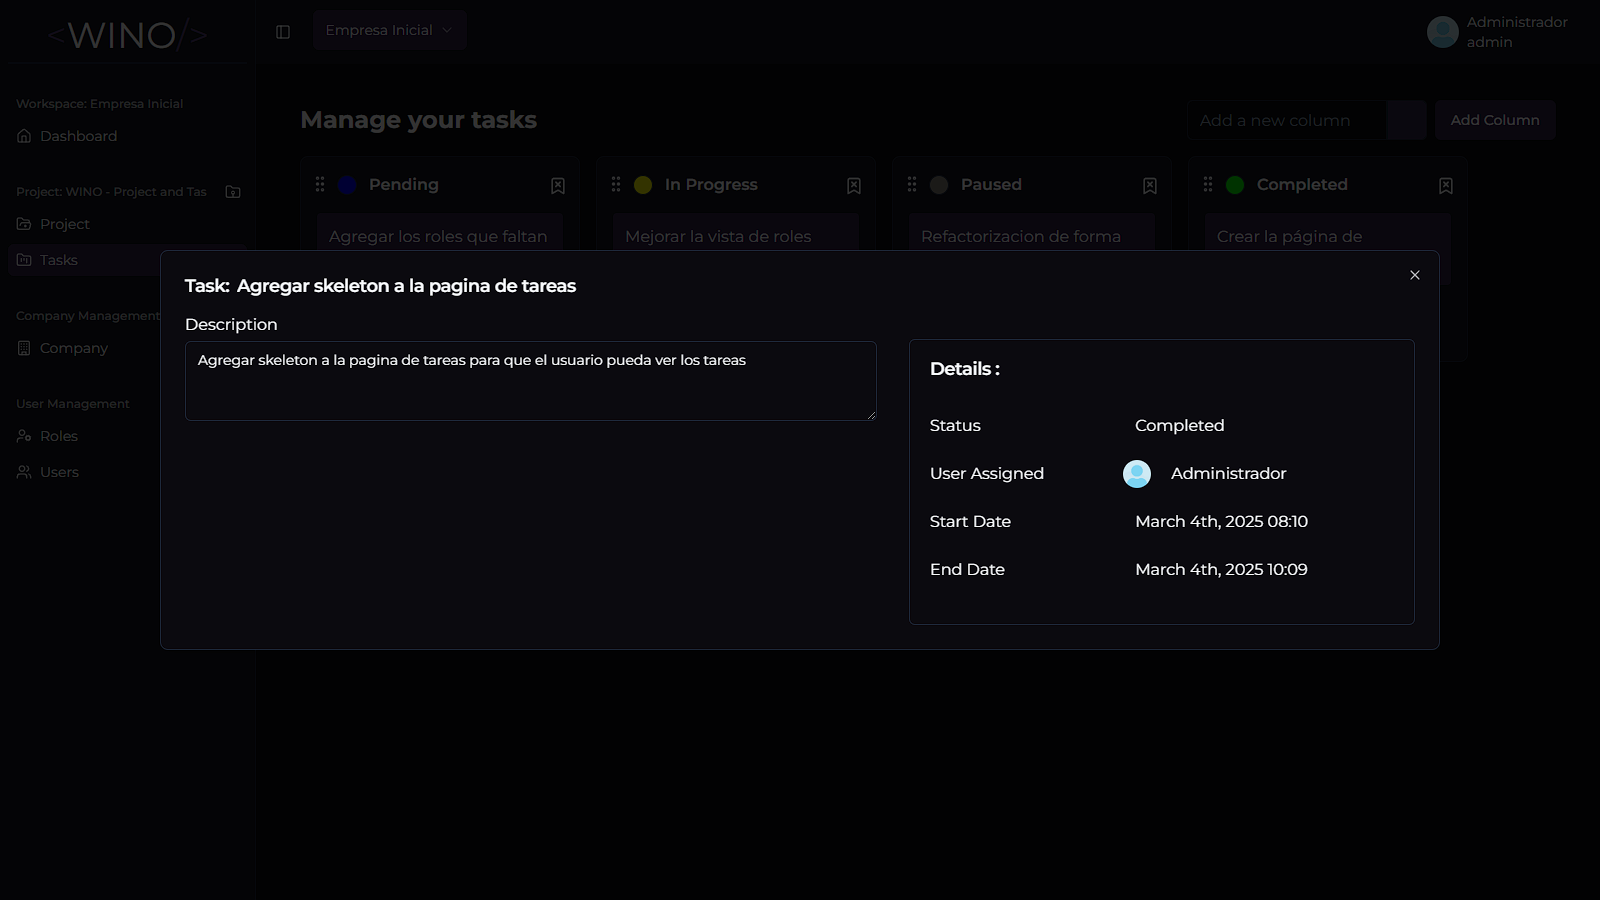 <WINO/>
Empresa Inicial
Administrador
admin
Workspace: Empresa Inicial
Dashboard
Project: WINO - Project and Tas
Project
Tasks
Company Management
Company
User Management
Roles
Users
Manage your tasks
Add a new column
Add Column
Pending
In Progress
Paused
Completed
Agregar los roles que faltan
Mejorar la vista de roles
Refactorizacion de forma
Crear la página de
Task: Agregar skeleton a la pagina de tareas
Description
Agregar skeleton a la pagina de tareas para que el usuario pueda ver los tareas
Details :
Status Completed
User Assigned Administrador
Start Date March 4th, 2025 08:10
End Date March 4th, 2025 10:09